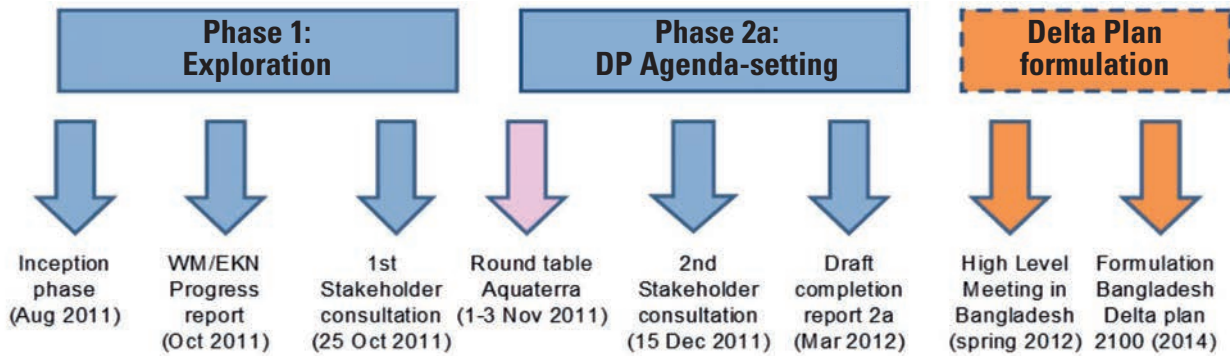 Phase 1:
Exploration
Phase 2a:
DP Agenda-setting
Delta Plan
formulation
Inception
phase
(Aug 2011)
WM/EKN
Progress
report
(Oct 2011)
1st
Stakeholder
consultation
(25 Oct 2011)
Round table
Aquaterra
(1-3 Nov 2011)
2nd
Stakeholder
consultation
(15 Dec 2011)
Draft
completion
report 2a
(Mar 2012)
High Level
Meeting in
Bangladesh
(spring 2012)
Formulation
Bangladesh
Delta plan
2100 (2014)